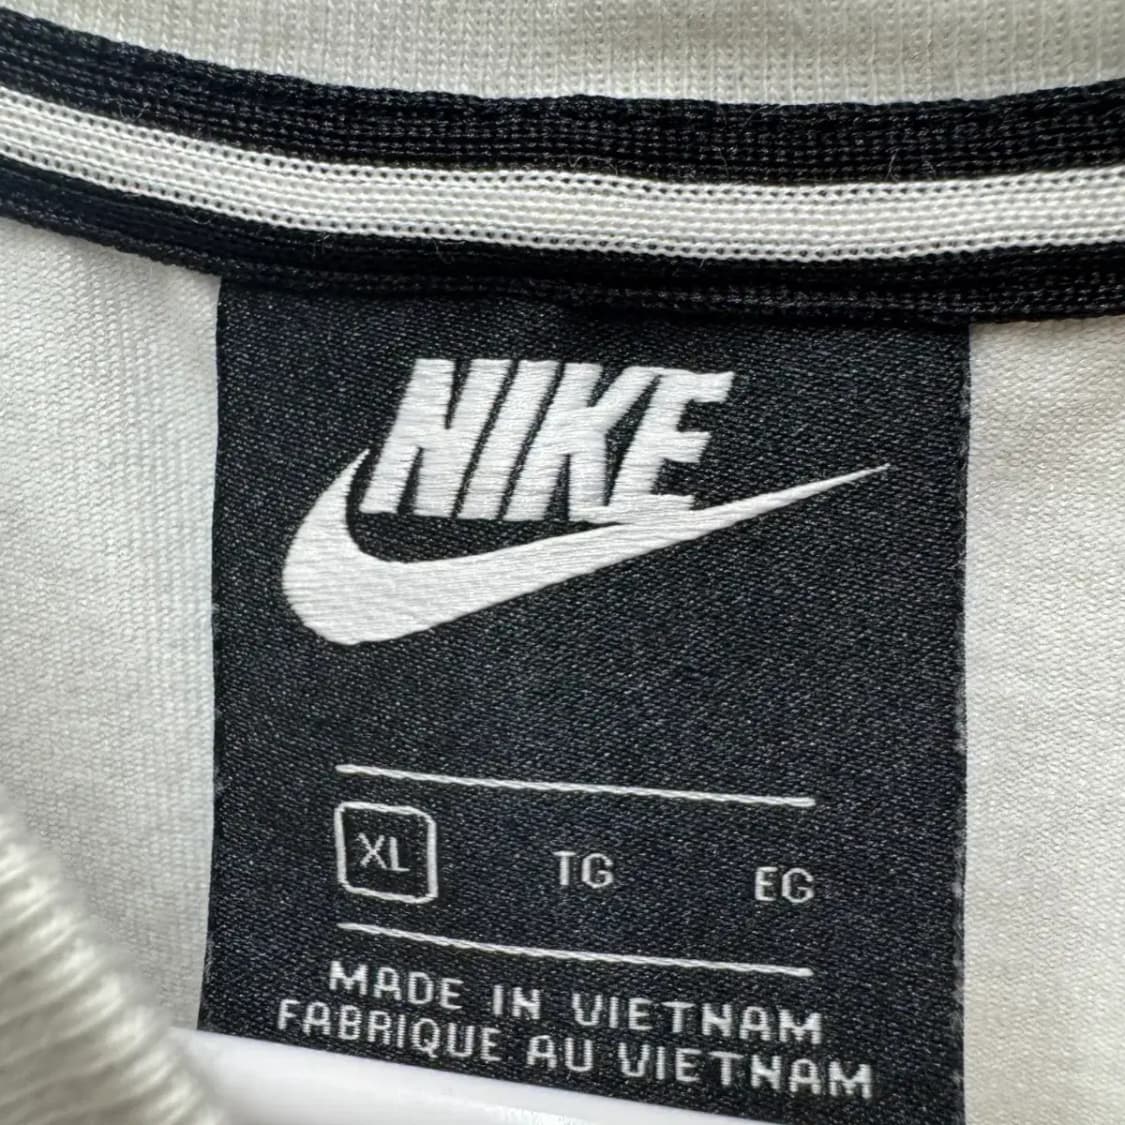 NIKE
XL TG EG
MADE IN VIETNAM
FABRIQUE AU VIETNAM